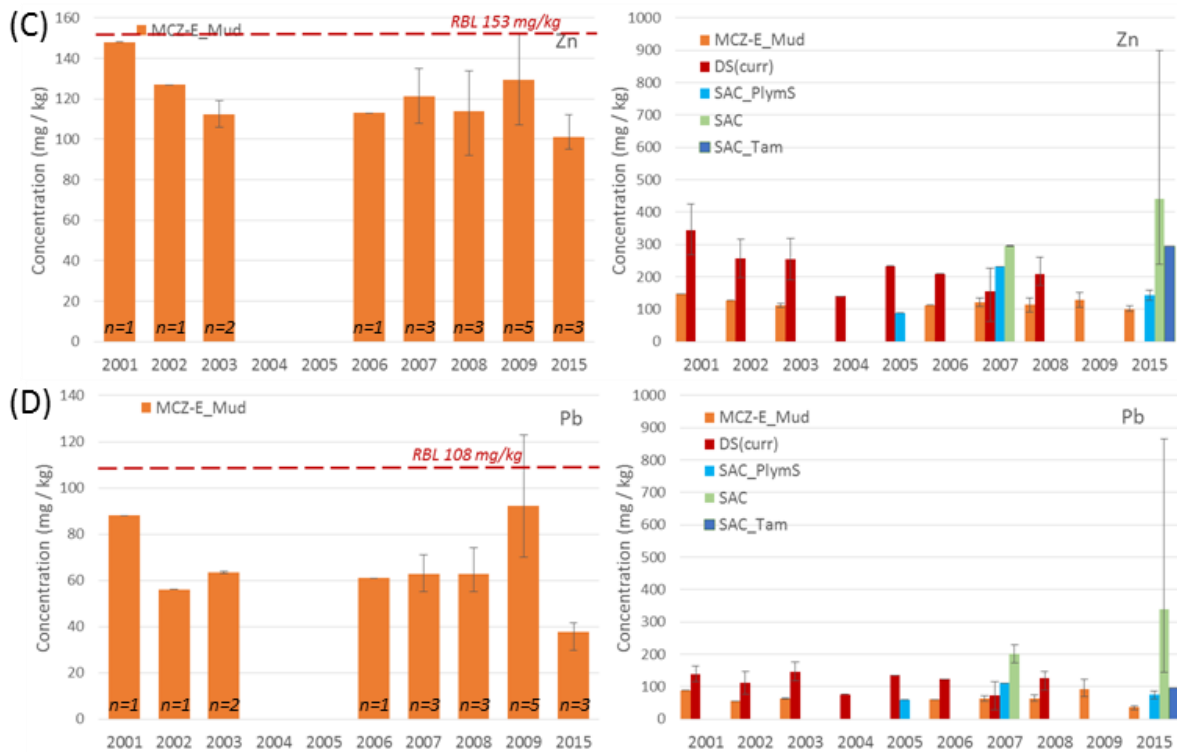 (C)
Concentration (mg / kg)
160
140
120
100
80
60
40
20
0
RBL 153 mg/kg
MCZ-E_Mud
Zn
n=1 n=1 n=2 n=1 n=3 n=3 n=5 n=3
2001 2002 2003 2004 2005 2006 2007 2008 2009 2015
Concentration (mg / kg)
1000
900
800
700
600
500
400
300
200
100
0
MCZ-E_Mud
DS(curr)
SAC_PlymS
SAC
SAC_Tam
Zn
2001 2002 2003 2004 2005 2006 2007 2008 2009 2015
(D)
Concentration (mg / kg)
140
120
100
80
60
40
20
0
MCZ-E_Mud
Pb
RBL 108 mg/kg
n=1 n=1 n=2 n=1 n=3 n=3 n=5 n=3
2001 2002 2003 2004 2005 2006 2007 2008 2009 2015
Concentration (mg / kg)
1000
900
800
700
600
500
400
300
200
100
0
MCZ-E_Mud
DS(curr)
SAC_PlymS
SAC
SAC_Tam
Pb
2001 2002 2003 2004 2005 2006 2007 2008 2009 2015